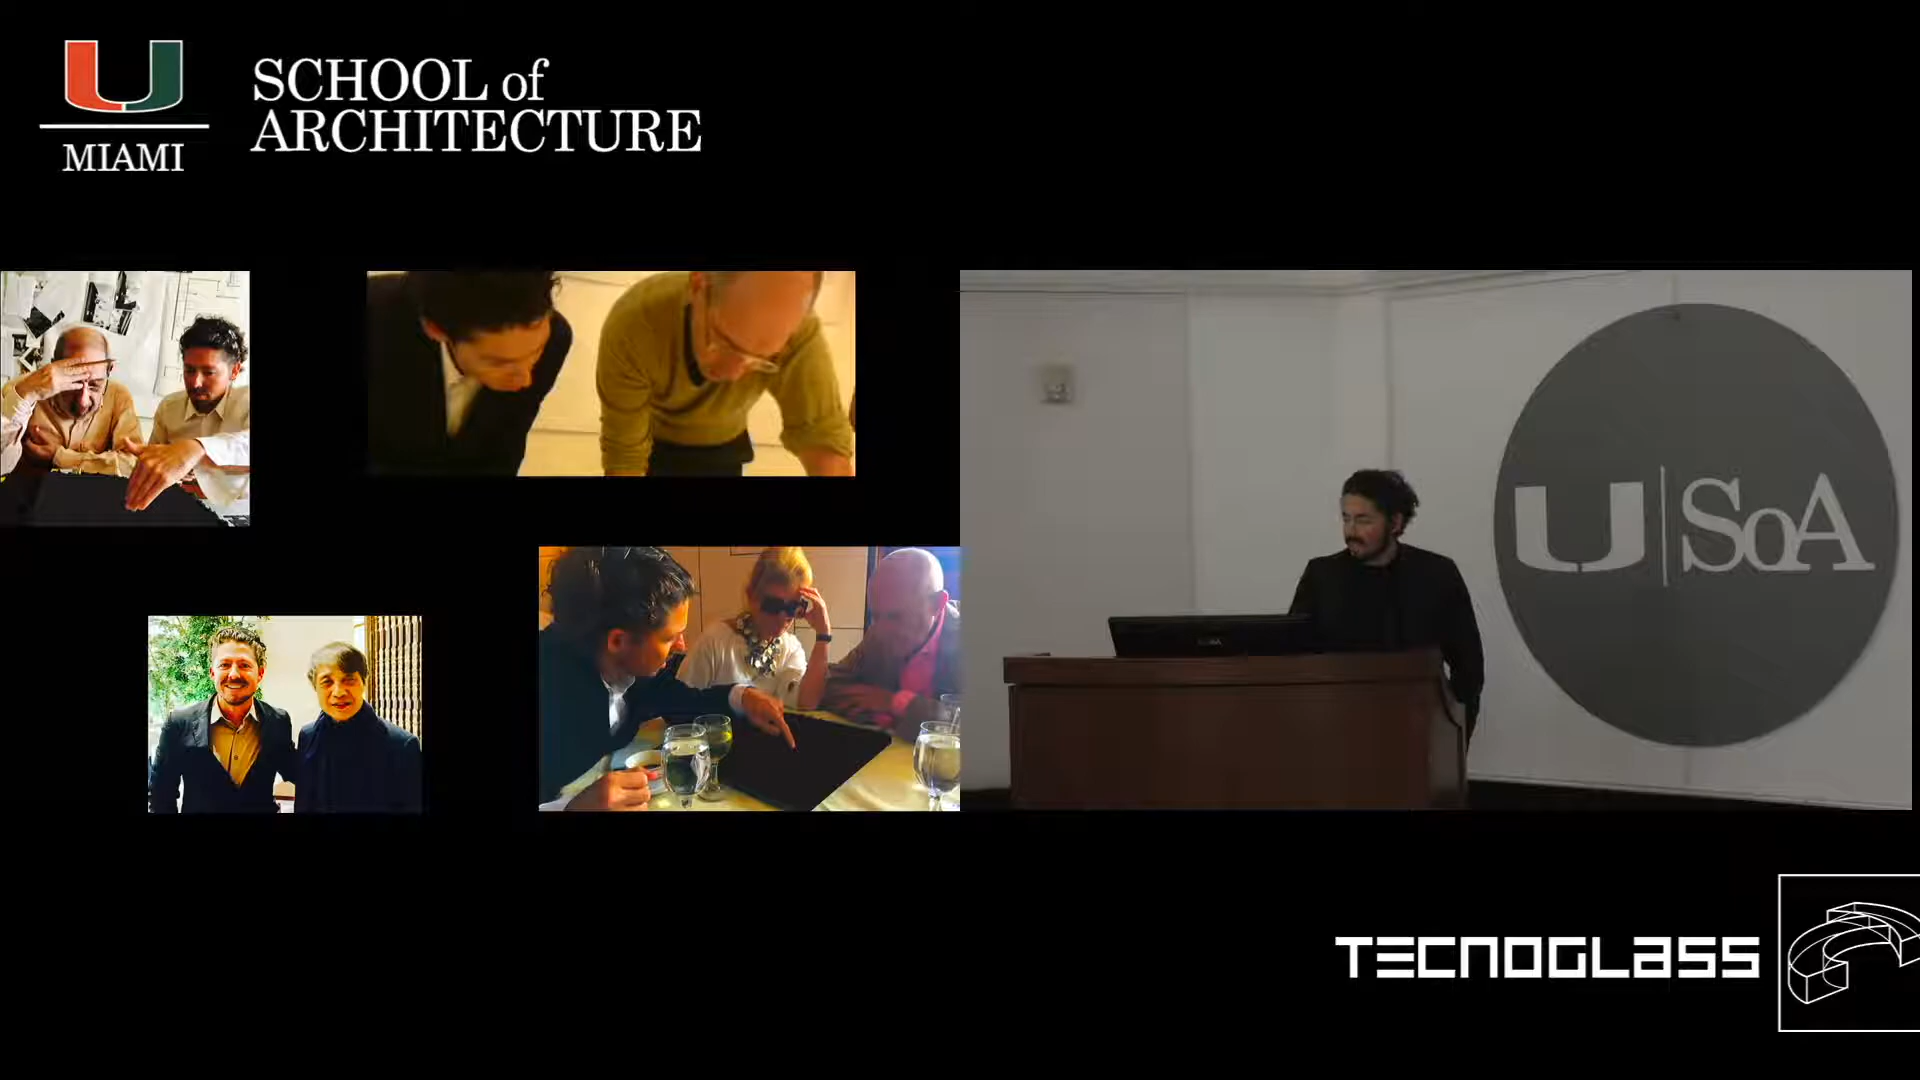 SCHOOL of
ARCHITECTURE
MIAMI
U SoA
TECNOGLASS